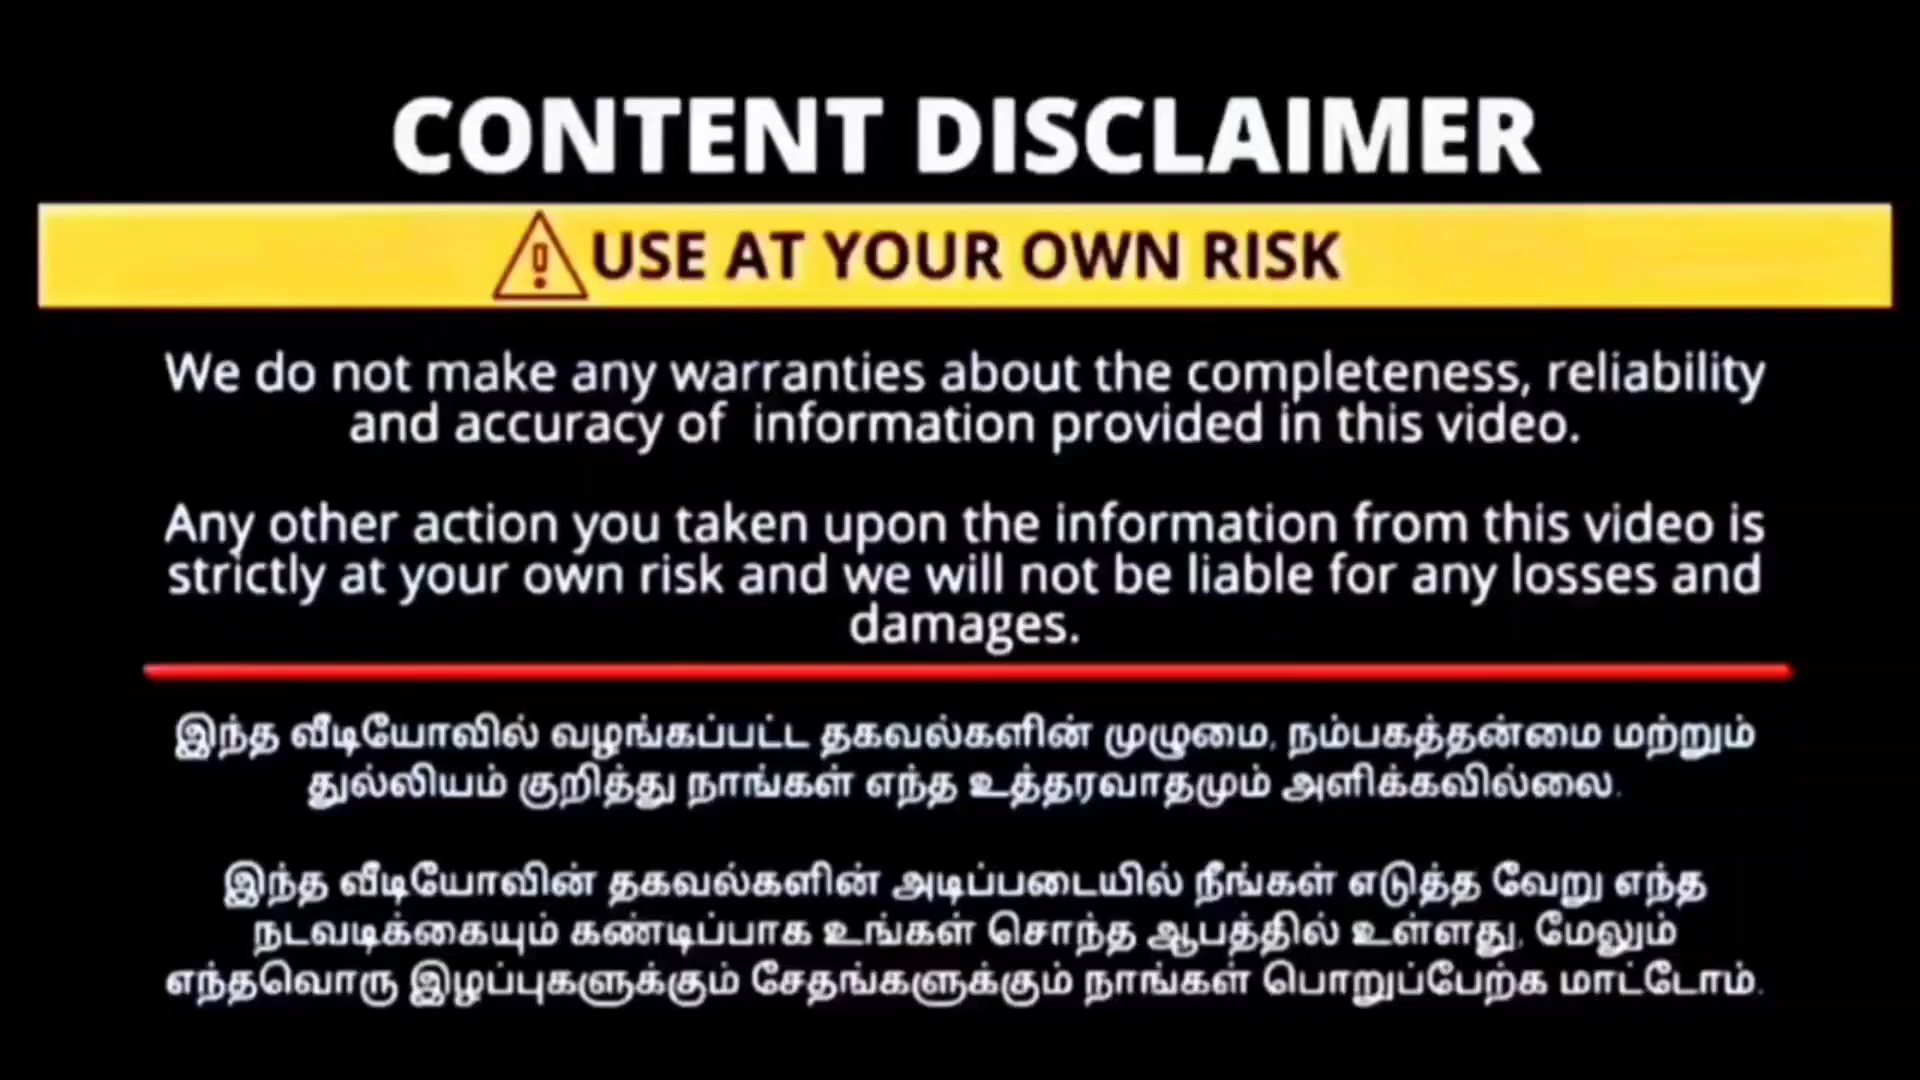 CONTENT DISCLAIMER
USE AT YOUR OWN RISK
We do not make any warranties about the completeness, reliability
and accuracy of information provided in this video.
Any other action you taken upon the information from this video is
strictly at your own risk and we will not be liable for any losses and
damages.
இந்த வீடியோவில் வழங்கப்பட்ட தகவல்களின் முழுமை, நம்பகத்தன்மை மற்றும்
துல்லியம் குறித்து நாங்கள் எந்த உத்தரவாதமும் அளிக்கவில்லை.
இந்த வீடியோவின் தகவல்களின் அடிப்படையில் நீங்கள் எடுத்த வேறு எந்த
நடவடிக்கையும் கண்டிப்பாக உங்கள் சொந்த ஆபத்தில் உள்ளது, மேலும்
எந்தவொரு இழப்புகளுக்கும் சேதங்களுக்கும் நாங்கள் பொறுப்பேற்க மாட்டோம்.